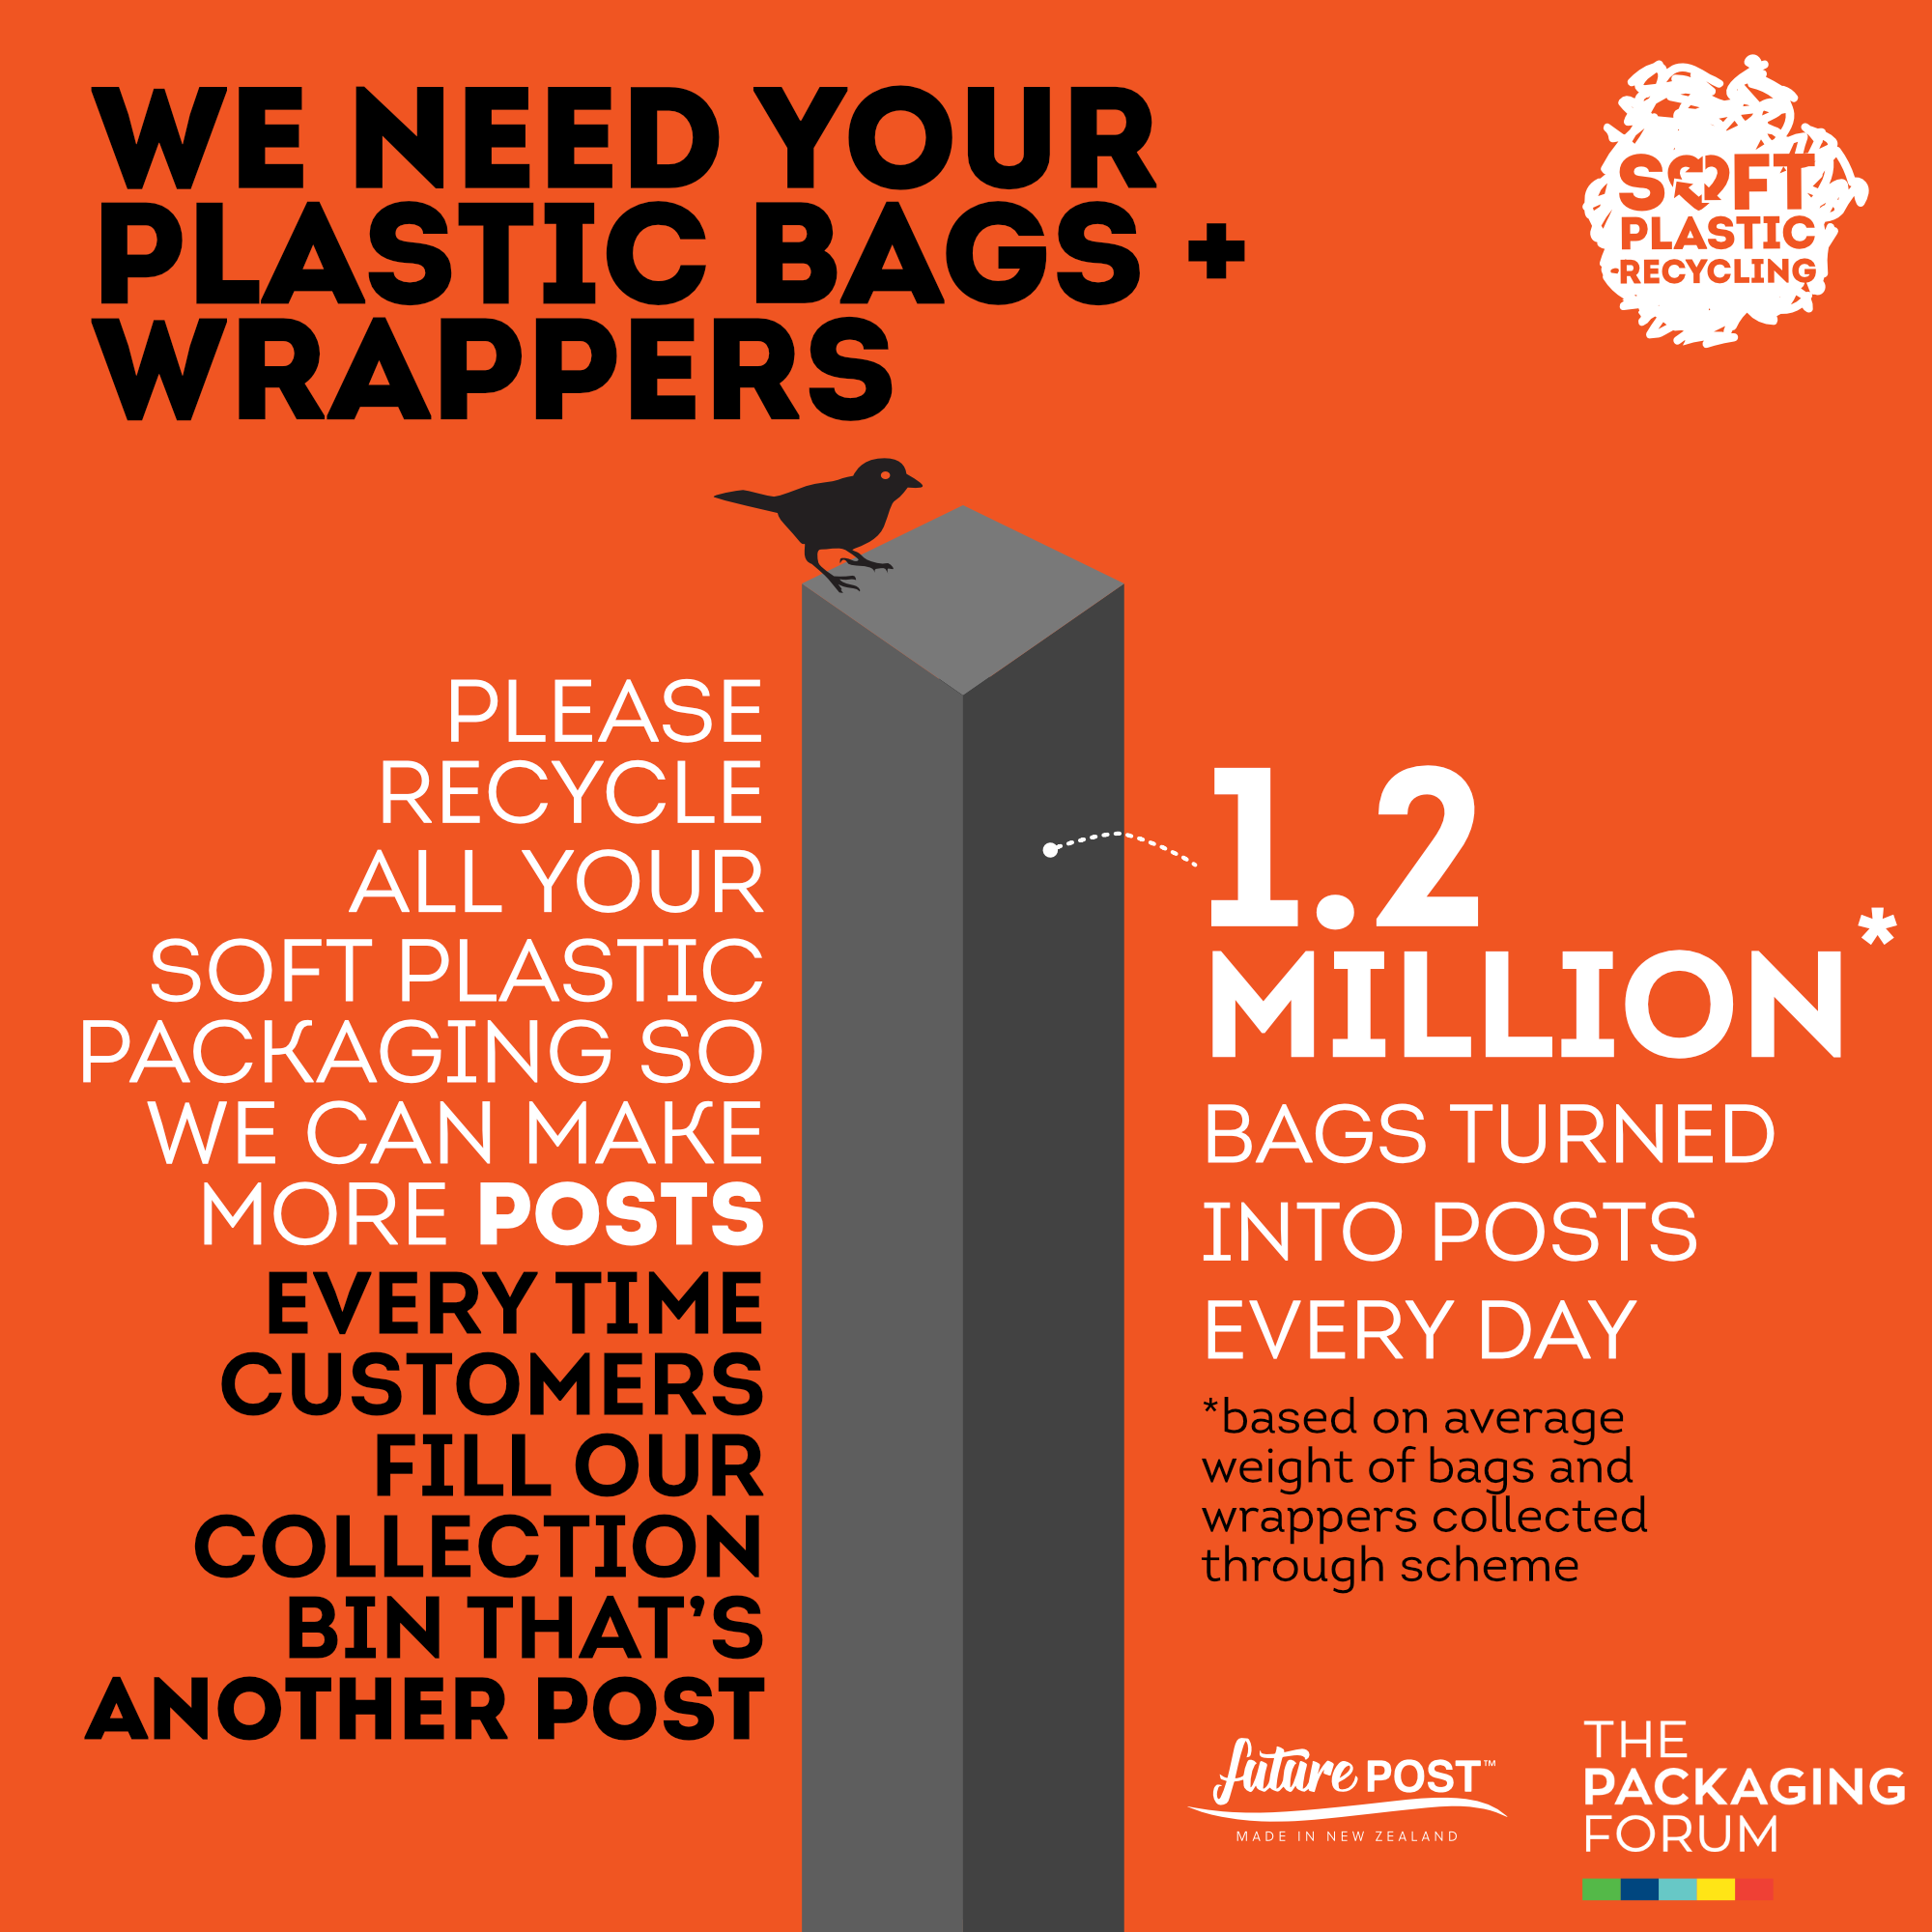 WE NEED YOUR
PLASTIC BAGS +
WRAPPERS
SOFT
PLASTIC
RECYCLING
PLEASE
RECYCLE
ALL YOUR
SOFT PLASTIC
PACKAGING SO
WE CAN MAKE
MORE POSTS
EVERY TIME
CUSTOMERS
FILL OUR
COLLECTION
BIN THAT'S
ANOTHER POST
1.2
MILLION*
BAGS TURNED
INTO POSTS
EVERY DAY
*based on average
weight of bags and
wrappers collected
through scheme
future POST™
MADE IN NEW ZEALAND
THE
PACKAGING
FORUM